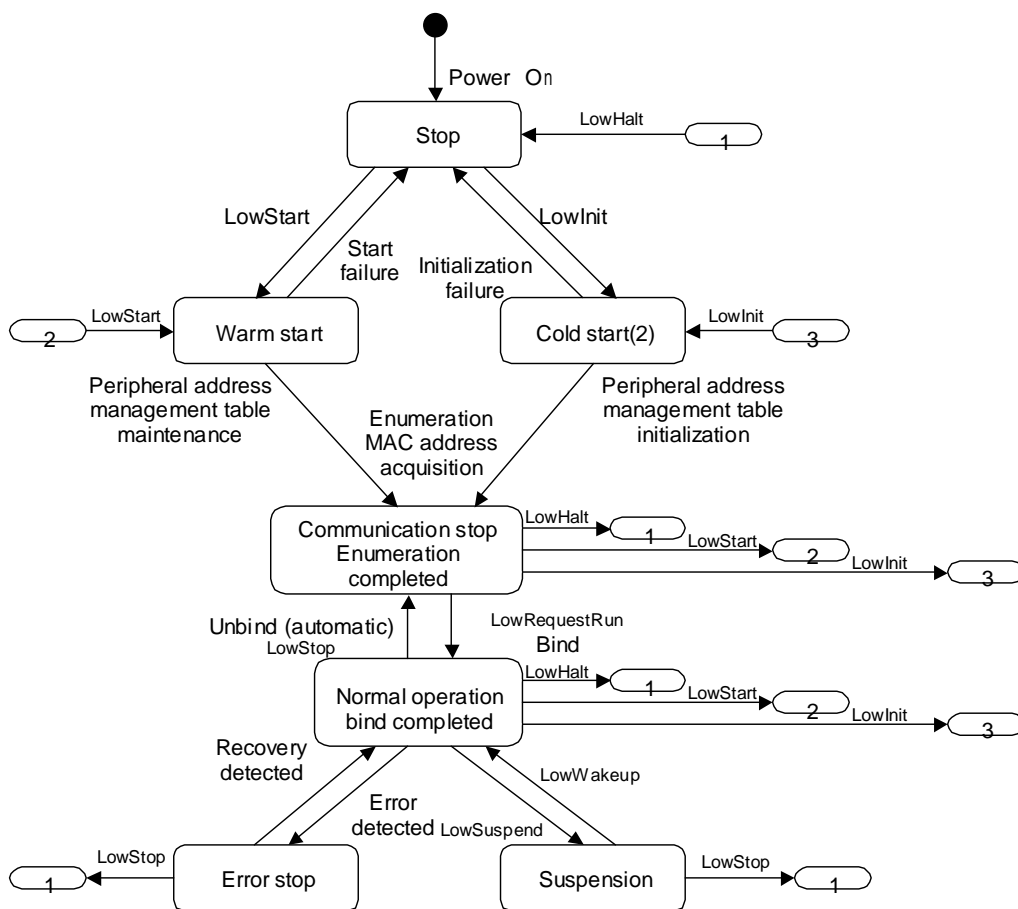 Power On
Stop
LowHalt
1
LowStart
LowInit
Start
failure
Initialization
failure
2
LowStart
Warm start
Cold start(2)
LowInit
3
Peripheral address
management table
maintenance
Enumeration
MAC address
acquisition
Peripheral address
management table
initialization
Communication stop
Enumeration
completed
LowHalt
1
LowStart
2
LowInit
3
Unbind (automatic)
LowStop
LowRequestRun
Bind
Normal operation
bind completed
LowHalt
1
LowStart
2
LowInit
3
Recovery
detected
Error
detected
LowSuspend
LowWakeup
1
LowStop
Error stop
Suspension
LowStop
1